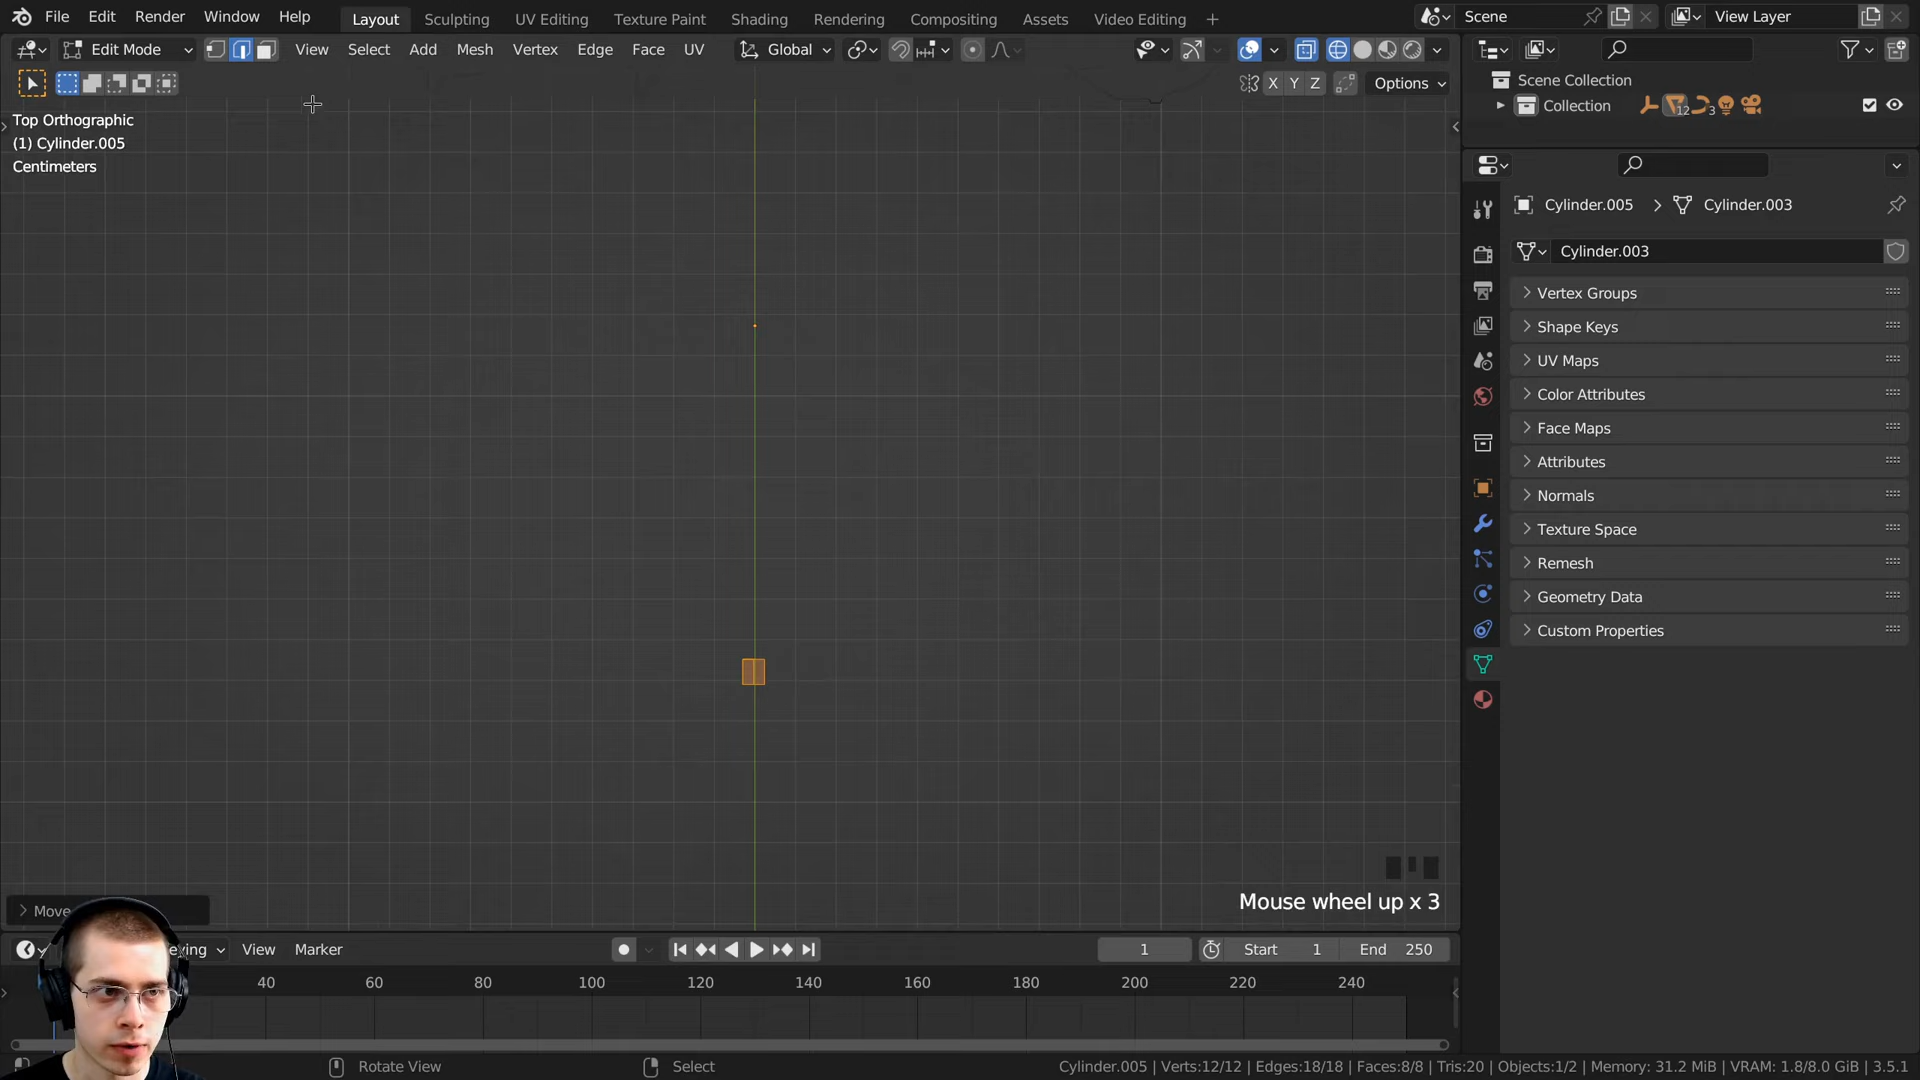 File Edit Render Window Help Layout Sculpting UV Editing Texture Paint Shading Rendering Compositing Assets Video Editing + Scene View Layer
Edit Mode View Select Add Mesh Vertex Edge Face UV Global
X Y Z Options
Scene Collection
Collection 12 3
Top Orthographic
(1) Cylinder.005
Centimeters
Cylinder.005 > Cylinder.003
Cylinder.003
Vertex Groups
Shape Keys
UV Maps
Color Attributes
Face Maps
Attributes
Normals
Texture Space
Remesh
Geometry Data
Custom Properties
Mouse wheel up x 3
Move
View Marker 1 Start 1 End 250
40 60 80 100 120 140 160 180 200 220 240
Rotate View Select Cylinder.005 | Verts:12/12 | Edges:18/18 | Faces:8/8 | Tris:20 | Objects:1/2 | Memory: 31.2 MiB | VRAM: 1.8/8.0 GiB | 3.5.1